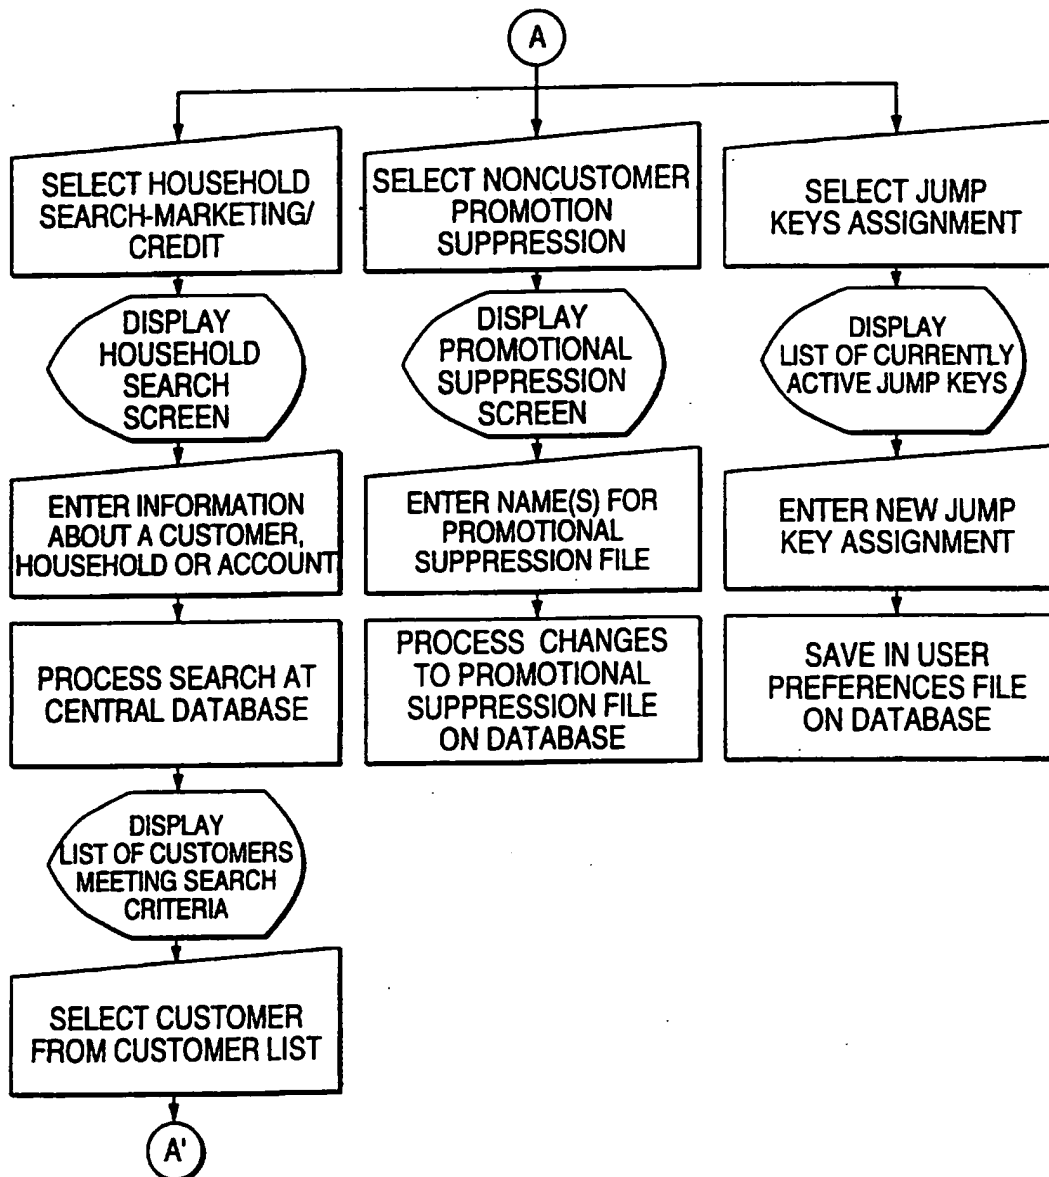 A
SELECT HOUSEHOLD
SEARCH-MARKETING/
CREDIT
DISPLAY
HOUSEHOLD
SEARCH
SCREEN
ENTER INFORMATION
ABOUT A CUSTOMER,
HOUSEHOLD OR ACCOUNT
PROCESS SEARCH AT
CENTRAL DATABASE
DISPLAY
LIST OF CUSTOMERS
MEETING SEARCH
CRITERIA
SELECT CUSTOMER
FROM CUSTOMER LIST
A'
SELECT NONCUSTOMER
PROMOTION
SUPPRESSION
DISPLAY
PROMOTIONAL
SUPPRESSION
SCREEN
ENTER NAME(S) FOR
PROMOTIONAL
SUPPRESSION FILE
PROCESS CHANGES
TO PROMOTIONAL
SUPPRESSION FILE
ON DATABASE
SELECT JUMP
KEYS ASSIGNMENT
DISPLAY
LIST OF CURRENTLY
ACTIVE JUMP KEYS
ENTER NEW JUMP
KEY ASSIGNMENT
SAVE IN USER
PREFERENCES FILE
ON DATABASE